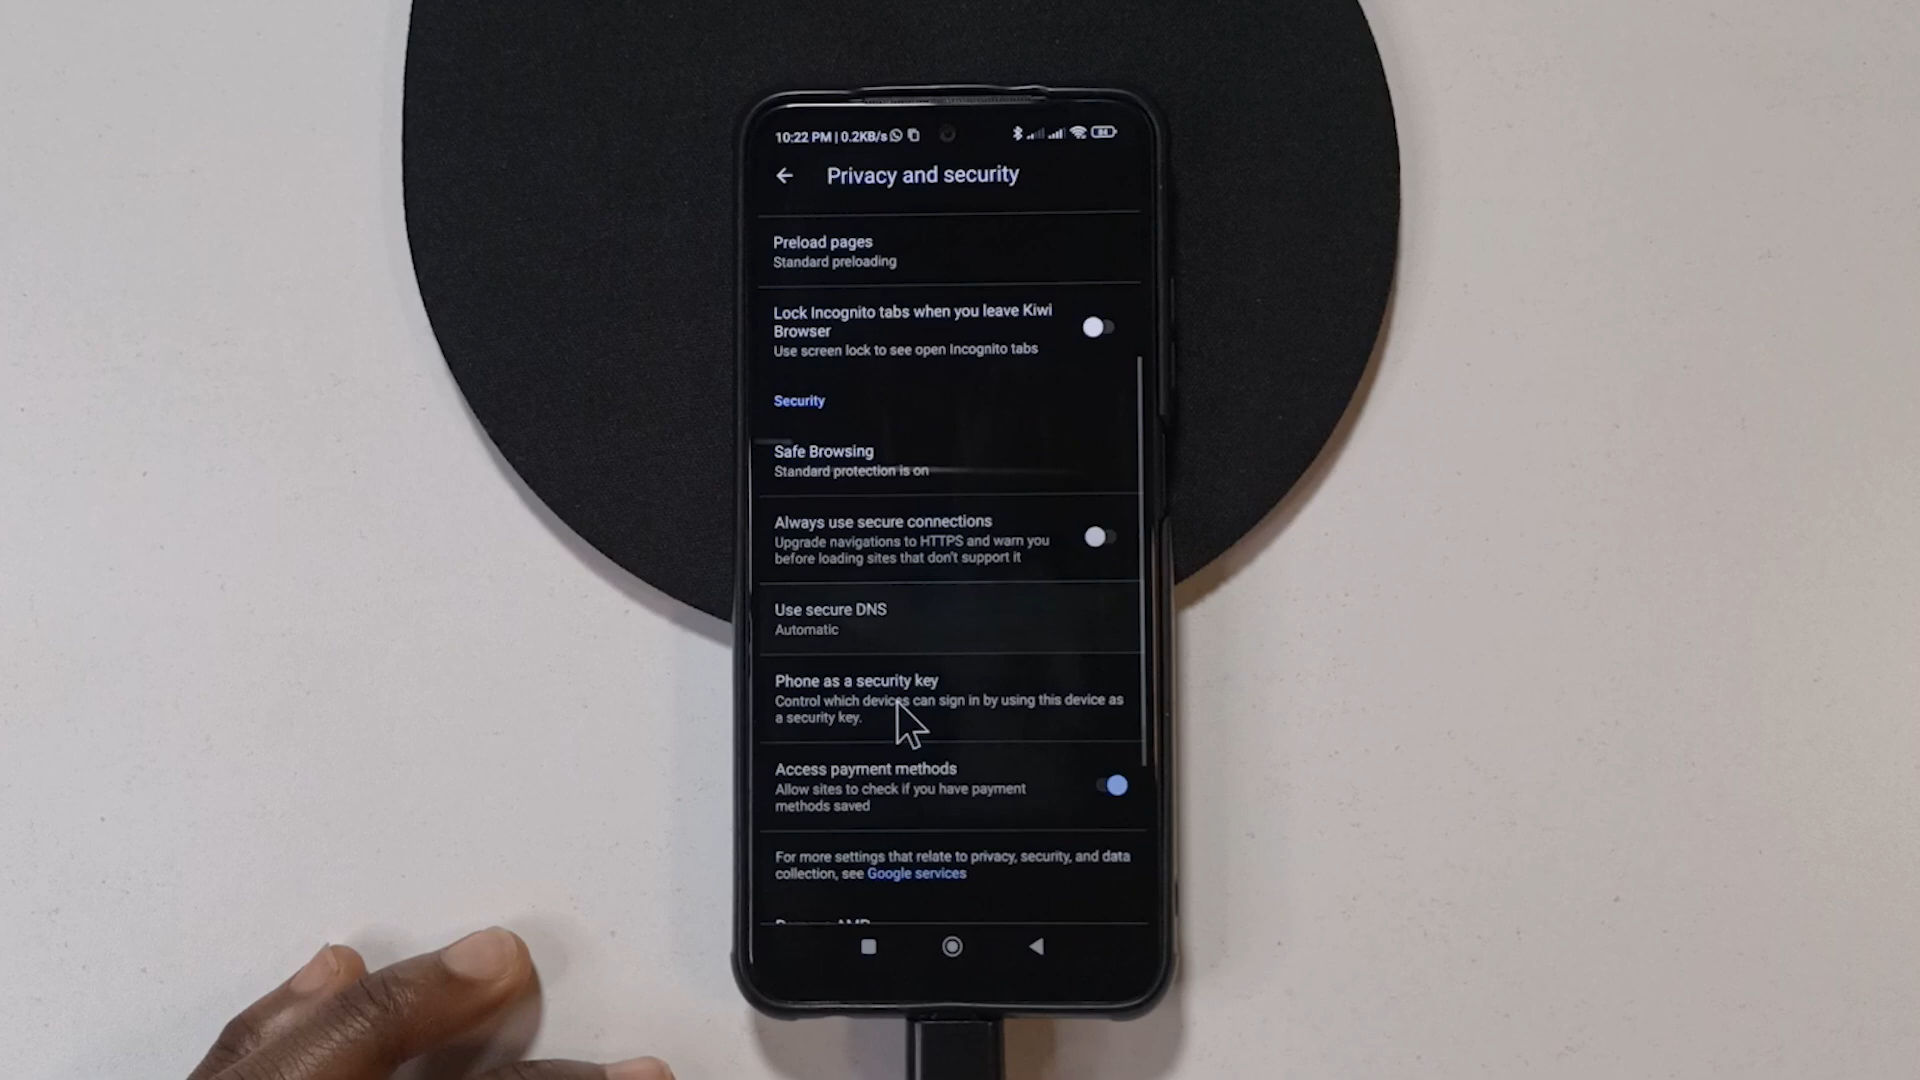 10:22 PM | 0.2KB/s
84
Privacy and security
Preload pages
Standard preloading
Lock Incognito tabs when you leave Kiwi
Browser
Use screen lock to see open Incognito tabs
Security
Safe Browsing
Standard protection is on
Always use secure connections
Upgrade navigations to HTTPS and warn you
before loading sites that don't support it
Use secure DNS
Automatic
Phone as a security key
Control which devices can sign in by using this device as
a security key.
Access payment methods
Allow sites to check if you have payment
methods saved
For more settings that relate to privacy, security, and data
collection, see Google services